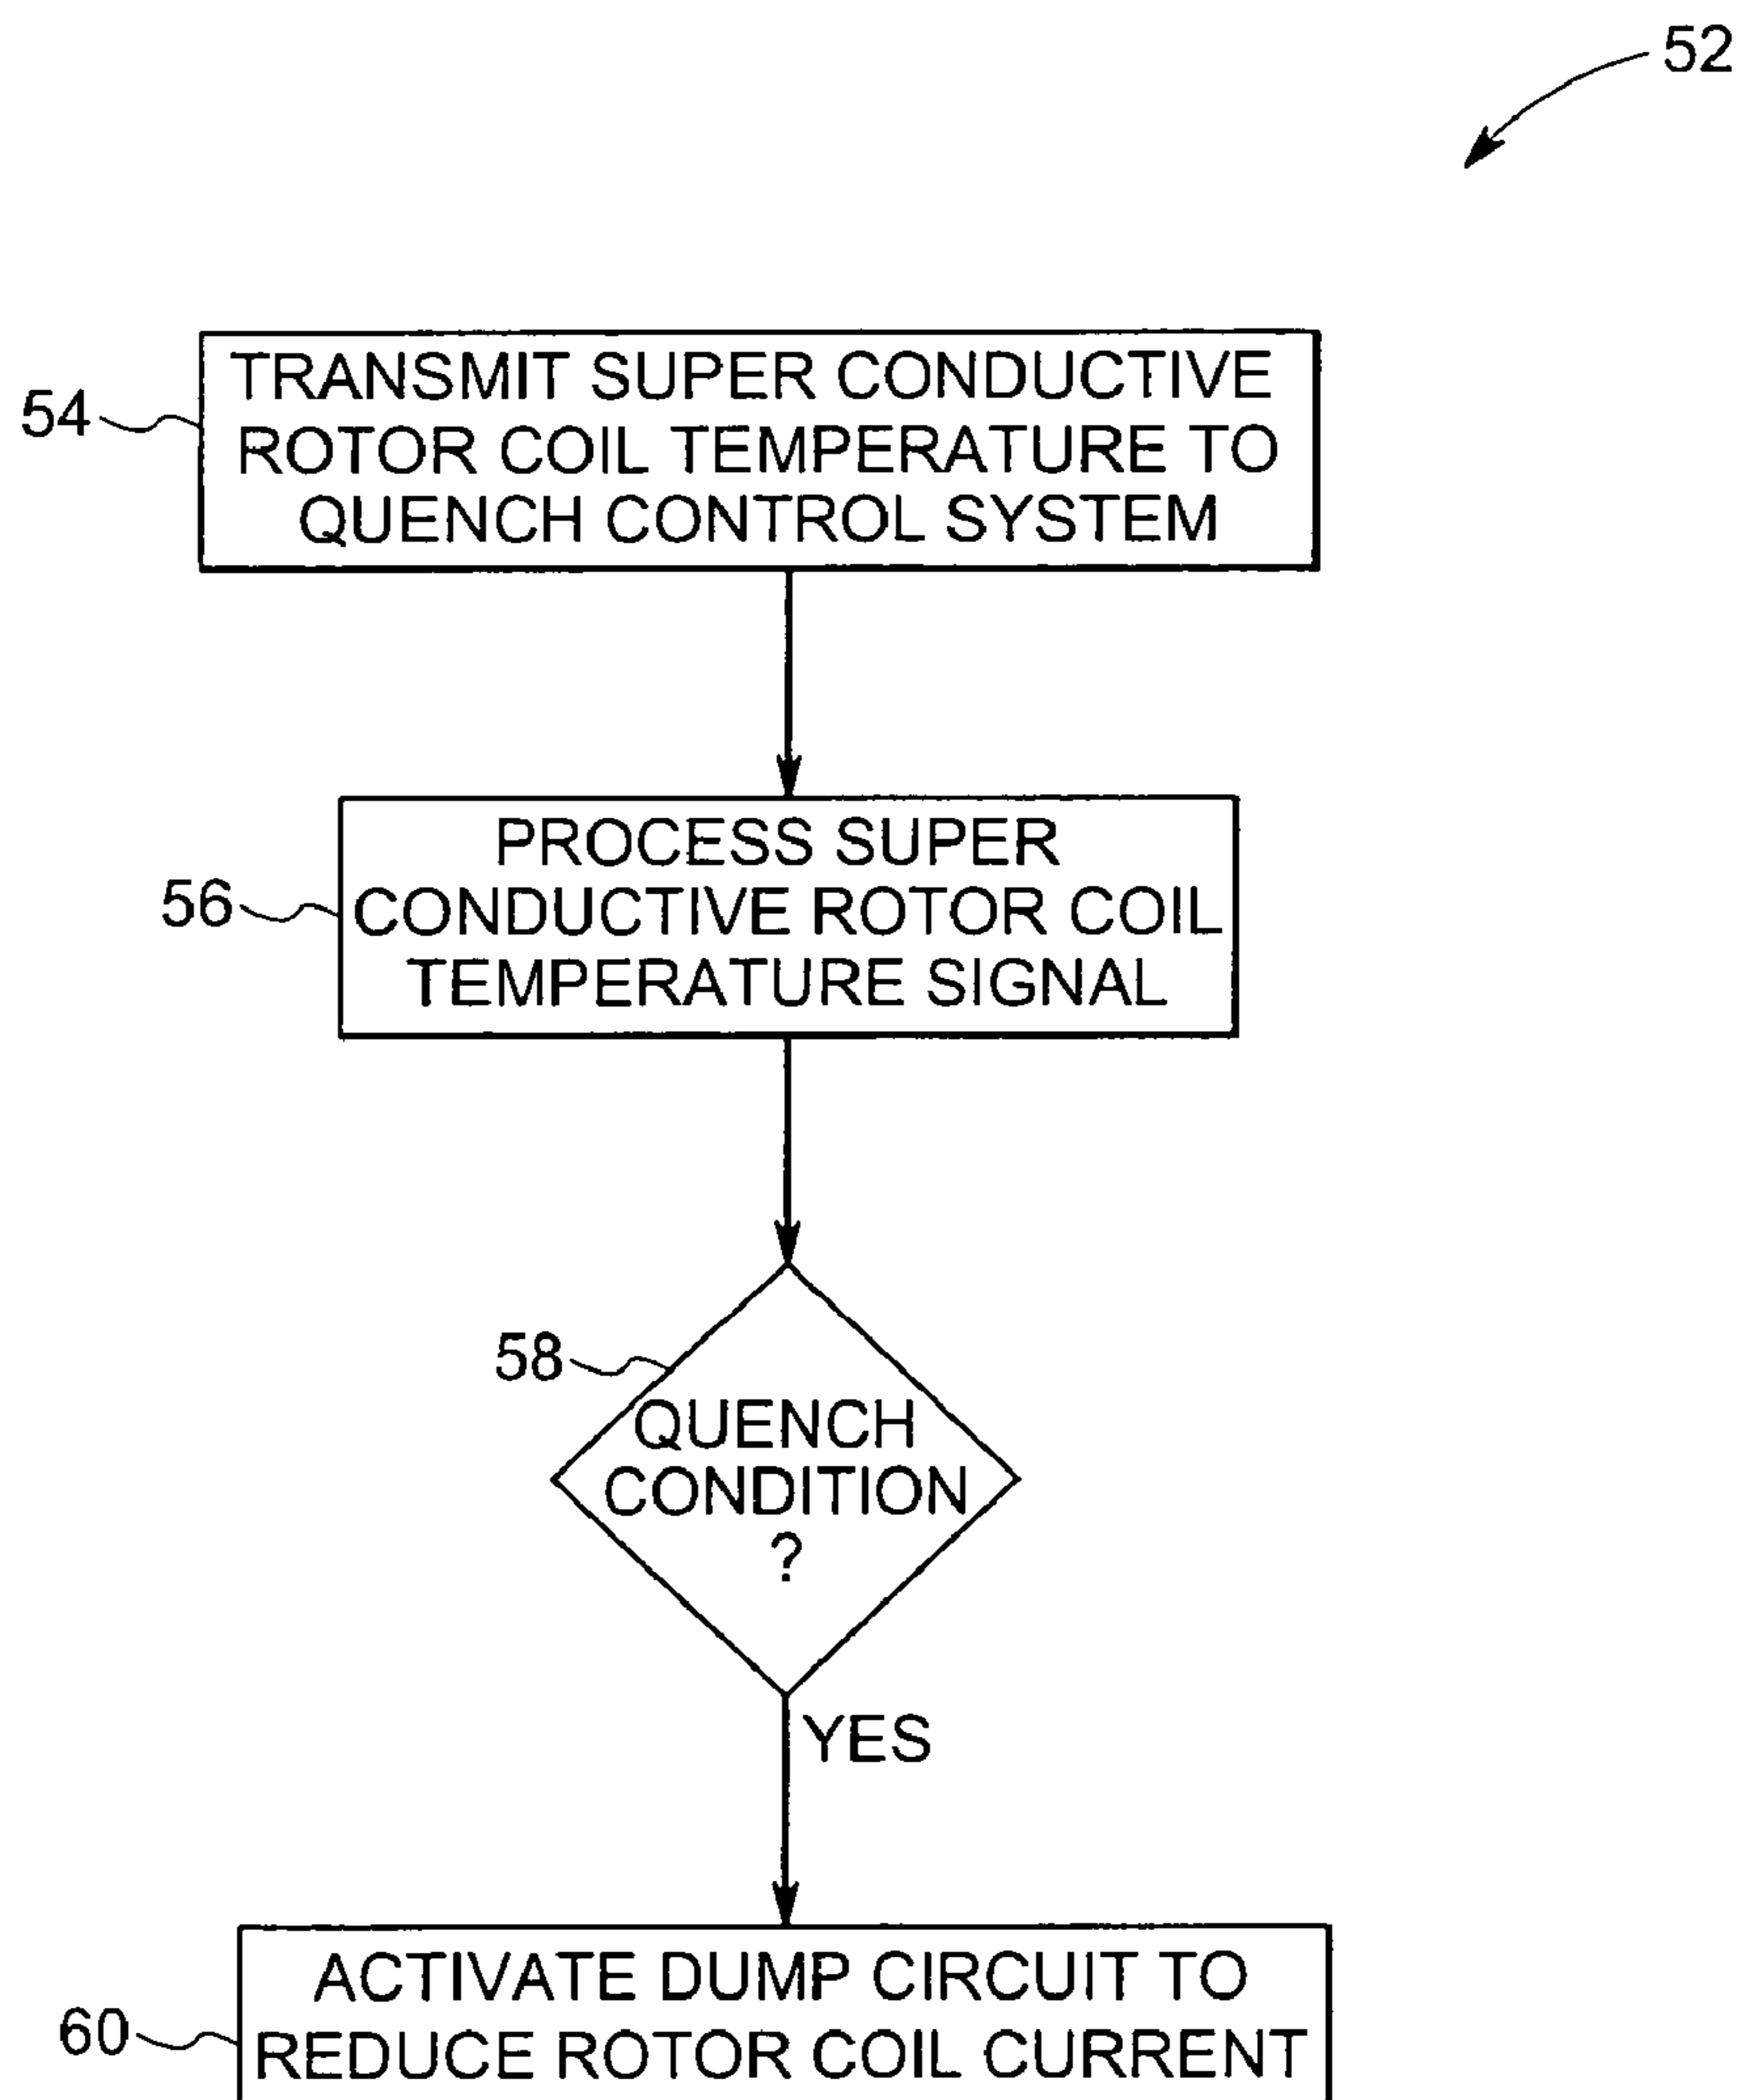 52
54
TRANSMIT SUPER CONDUCTIVE
ROTOR COIL TEMPERATURE TO
QUENCH CONTROL SYSTEM
56
PROCESS SUPER
CONDUCTIVE ROTOR COIL
TEMPERATURE SIGNAL
58
QUENCH
CONDITION
?
YES
60
ACTIVATE DUMP CIRCUIT TO
REDUCE ROTOR COIL CURRENT